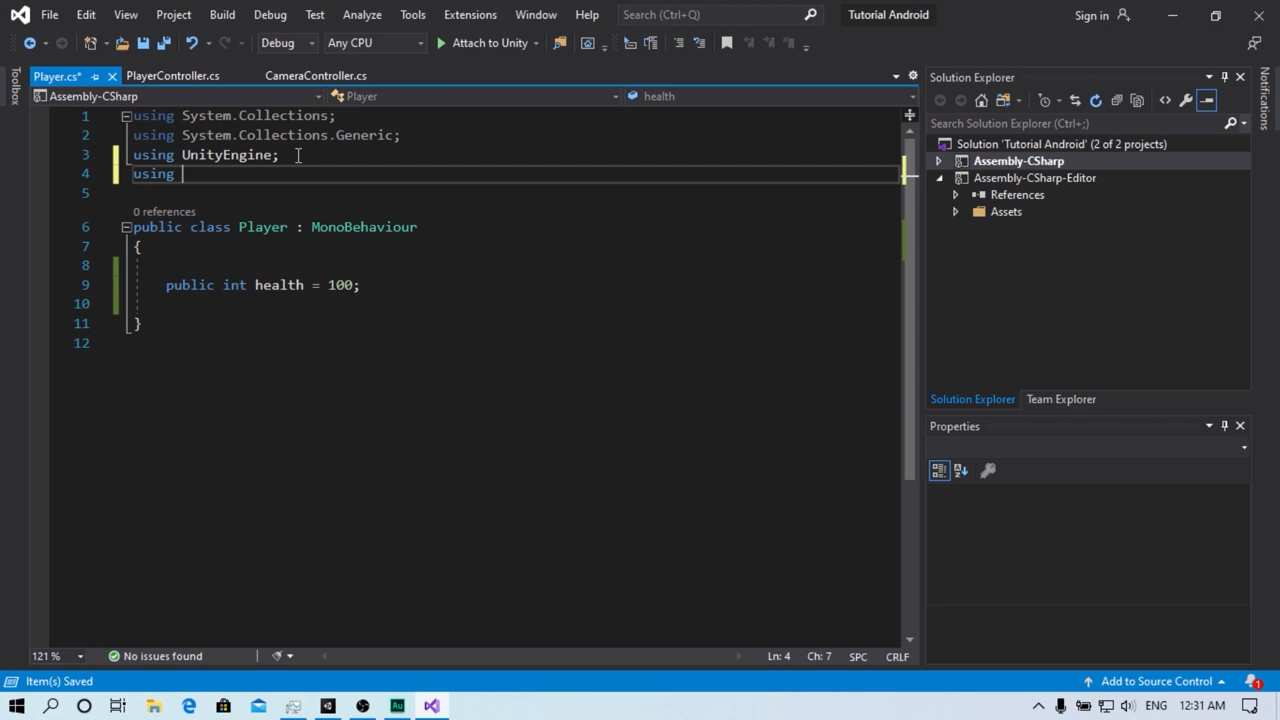 File Edit View Project Build Debug Test Analyze Tools Extensions Window Help Search (Ctrl+Q) Tutorial Android Sign in
Debug Any CPU Attach to Unity
Toolbox
Player.cs* PlayerController.cs CameraController.cs
Assembly-CSharp Player health
1 using System.Collections;
2 using System.Collections.Generic;
3 using UnityEngine;
4 using
5
0 references
6 public class Player : MonoBehaviour
7 {
8
9 public int health = 100;
10
11 }
12
121 % No issues found Ln: 4 Ch: 7 SPC CRLF
Solution Explorer
Search Solution Explorer (Ctrl+;)
Solution 'Tutorial Android' (2 of 2 projects)
Assembly-CSharp
Assembly-CSharp-Editor
References
Assets
Solution Explorer Team Explorer
Properties
Notifications
Item(s) Saved Add to Source Control 1
Au ENG 12:31 AM